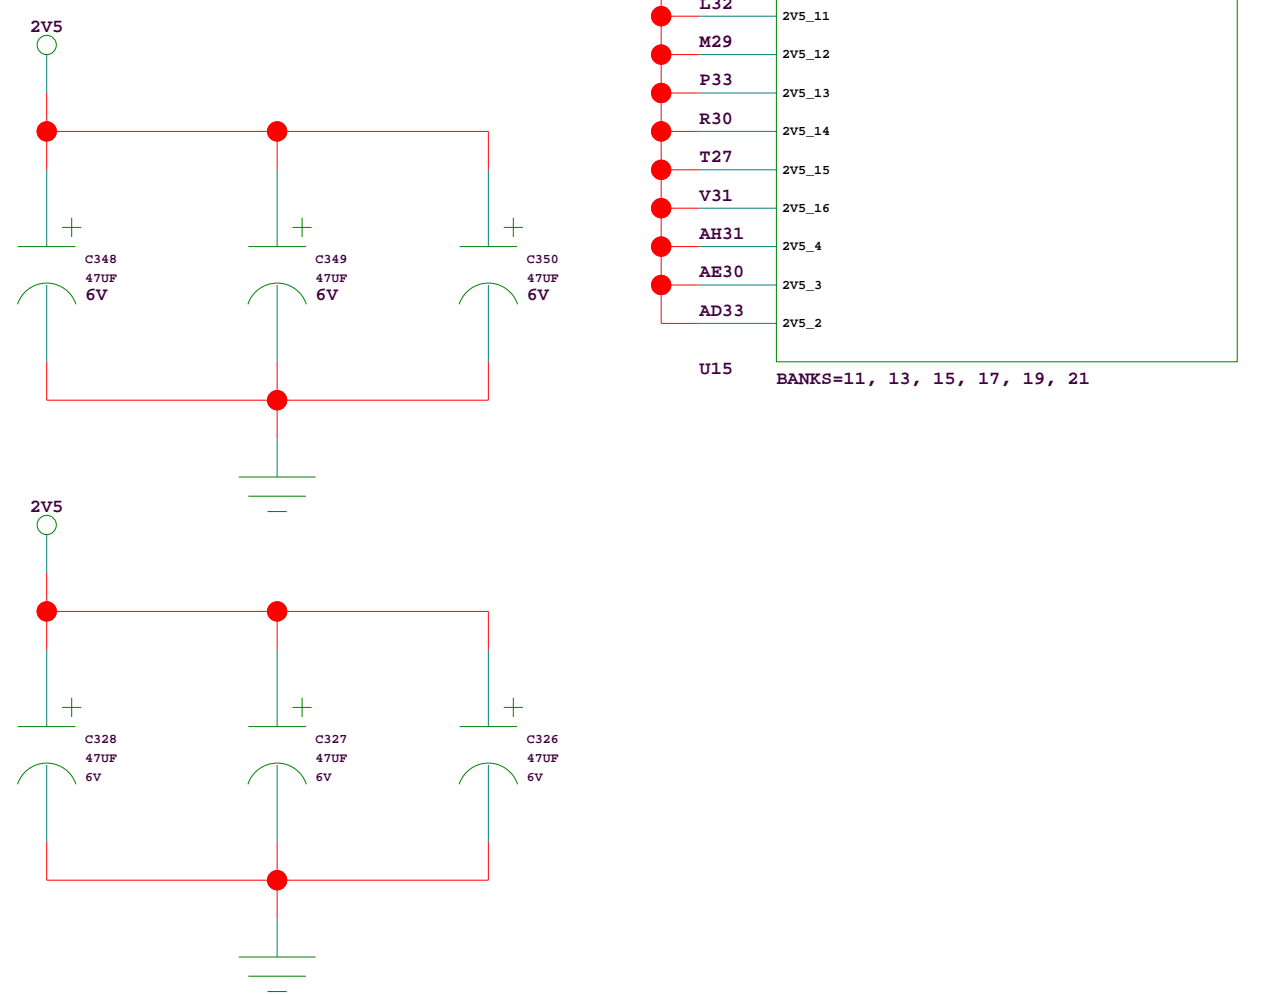 2V5
C348
47UF
6V
C349
47UF
6V
C350
47UF
6V
L32 2V5_11
M29 2V5_12
P33 2V5_13
R30 2V5_14
T27 2V5_15
V31 2V5_16
AH31 2V5_4
AE30 2V5_3
AD33 2V5_2
U15
BANKS=11, 13, 15, 17, 19, 21
2V5
C328
47UF
6V
C327
47UF
6V
C326
47UF
6V